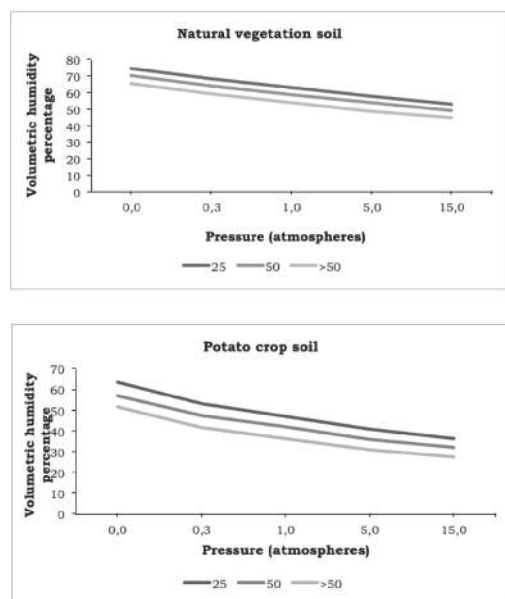 Natural vegetation soil
Volumetric humidity
percentage
80
70
60
50
40
30
20
10
0
0,0 0,3 1,0 5,0 15,0
Pressure (atmospheres)
25 50 >50
Potato crop soil
Volumetric humidity
percentage
70
60
50
40
30
20
10
0
0,0 0,3 1,0 5,0 15,0
Pressure (atmospheres)
25 50 >50